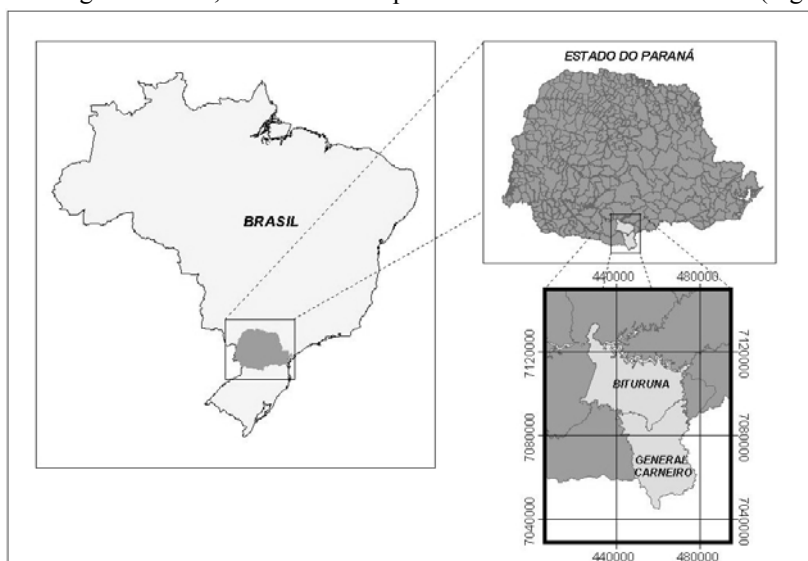 ESTADO DO PARANÁ
BRASIL
440000 480000
7120000 7120000
BITURUNA
7080000 7080000
GENERAL
CARNEIRO
7040000 7040000
440000 480000